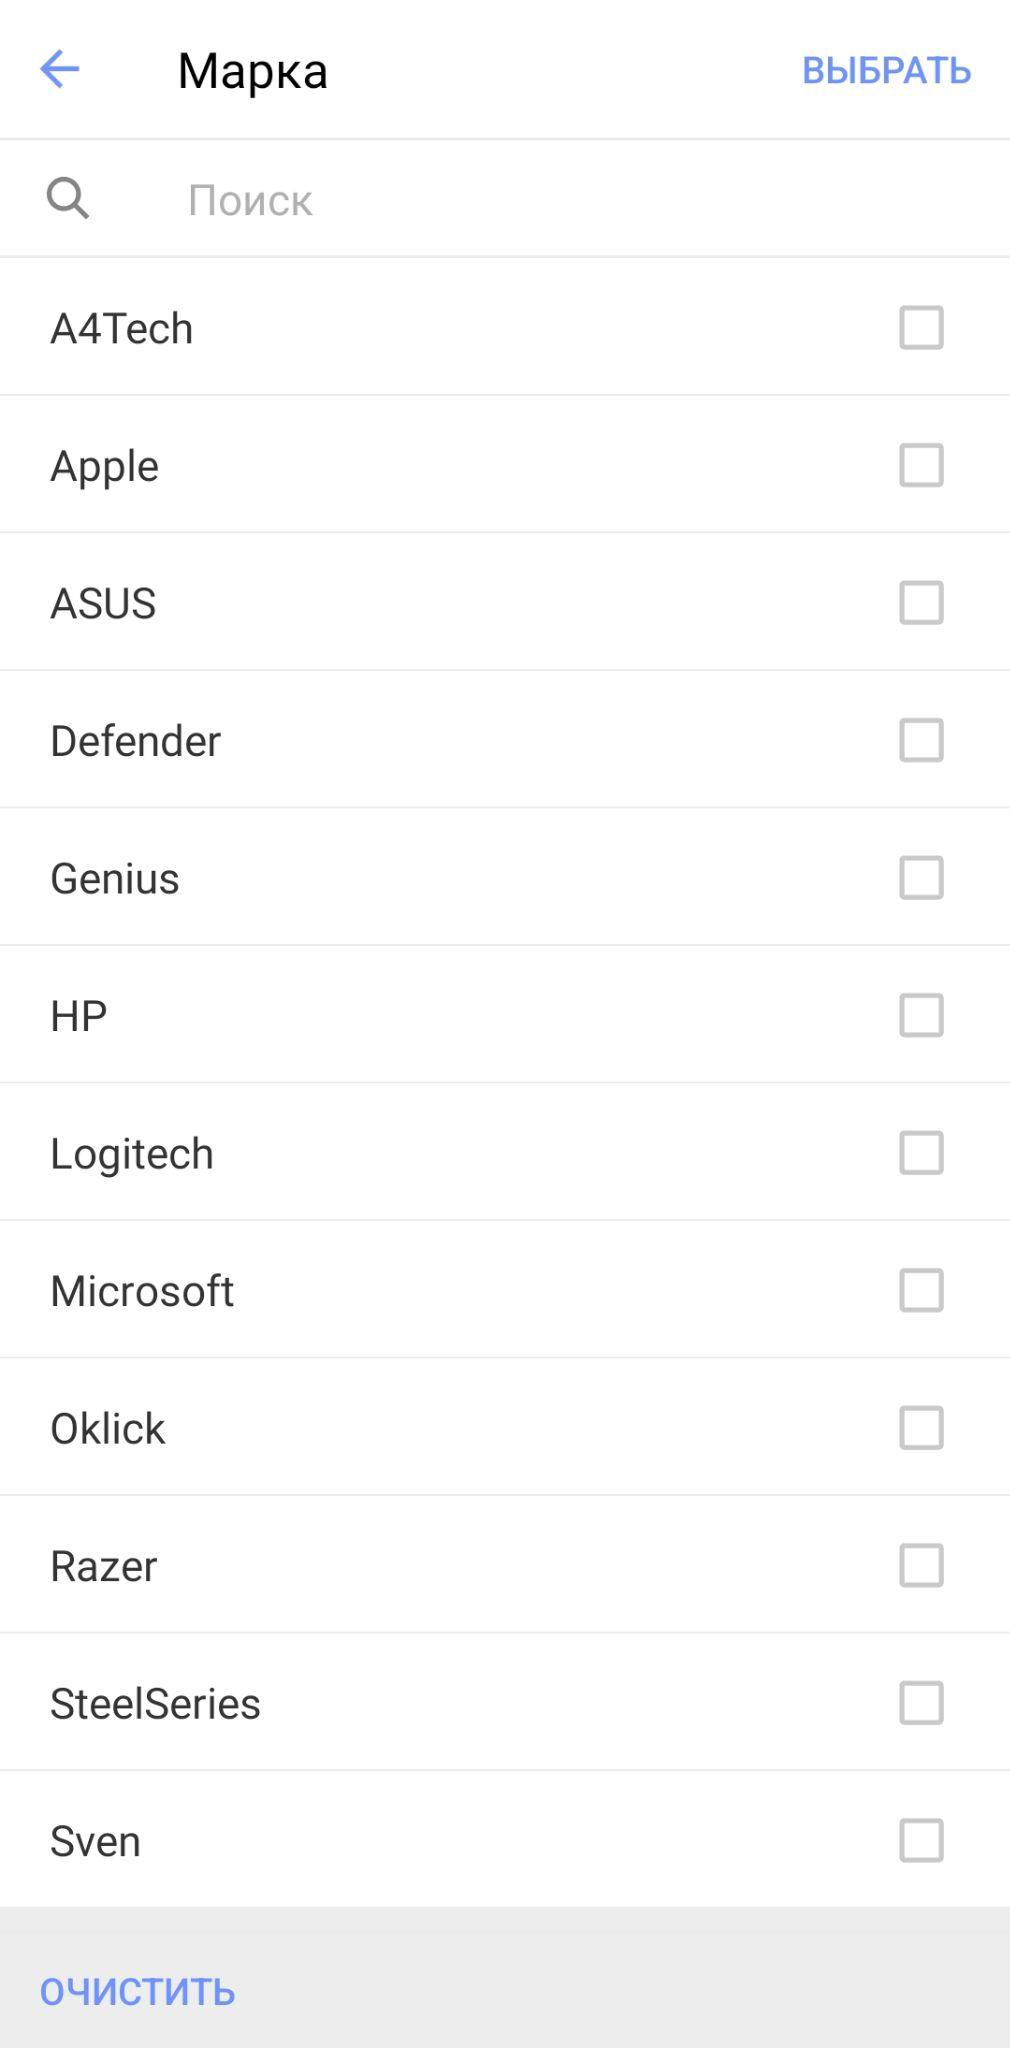 Марка
ВЫБРАТЬ
Поиск
A4Tech
Apple
ASUS
Defender
Genius
HP
Logitech
Microsoft
Oklick
Razer
SteelSeries
Sven
ОЧИСТИТЬ